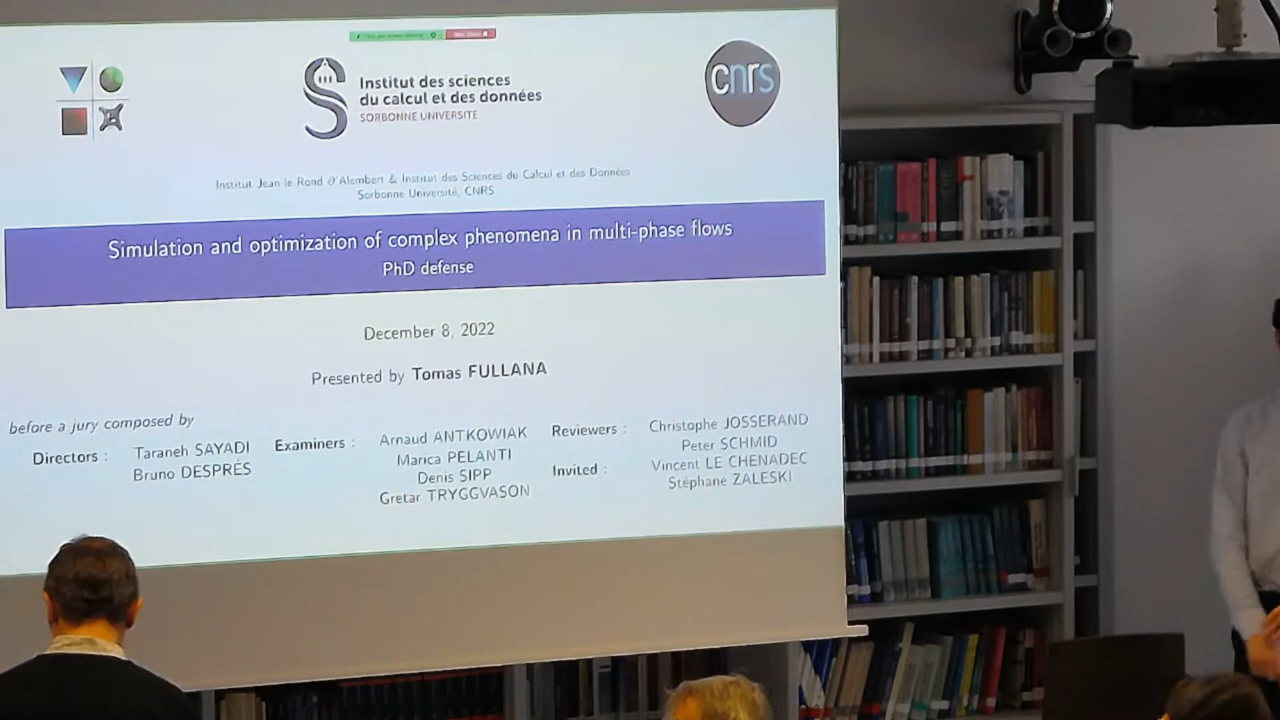 Institut des sciences
du calcul et des données
SORBONNE UNIVERSITÉ
cnrs
Institut Jean le Rond ∂'Alembert & Institut des Sciences du Calcul et des Données
Sorbonne Université, CNRS
Simulation and optimization of complex phenomena in multi-phase flows
PhD defense
December 8, 2022
Presented by Tomas FULLANA
before a jury composed by
Directors :
Taraneh SAYADI
Bruno DESPRÉS
Examiners :
Arnaud ANTKOWIAK
Marica PELANTI
Denis SIPP
Gretar TRYGGVASON
Reviewers :
Christophe JOSSERAND
Peter SCHMID
Invited :
Vincent LE CHENADEC
Stéphane ZALESKI